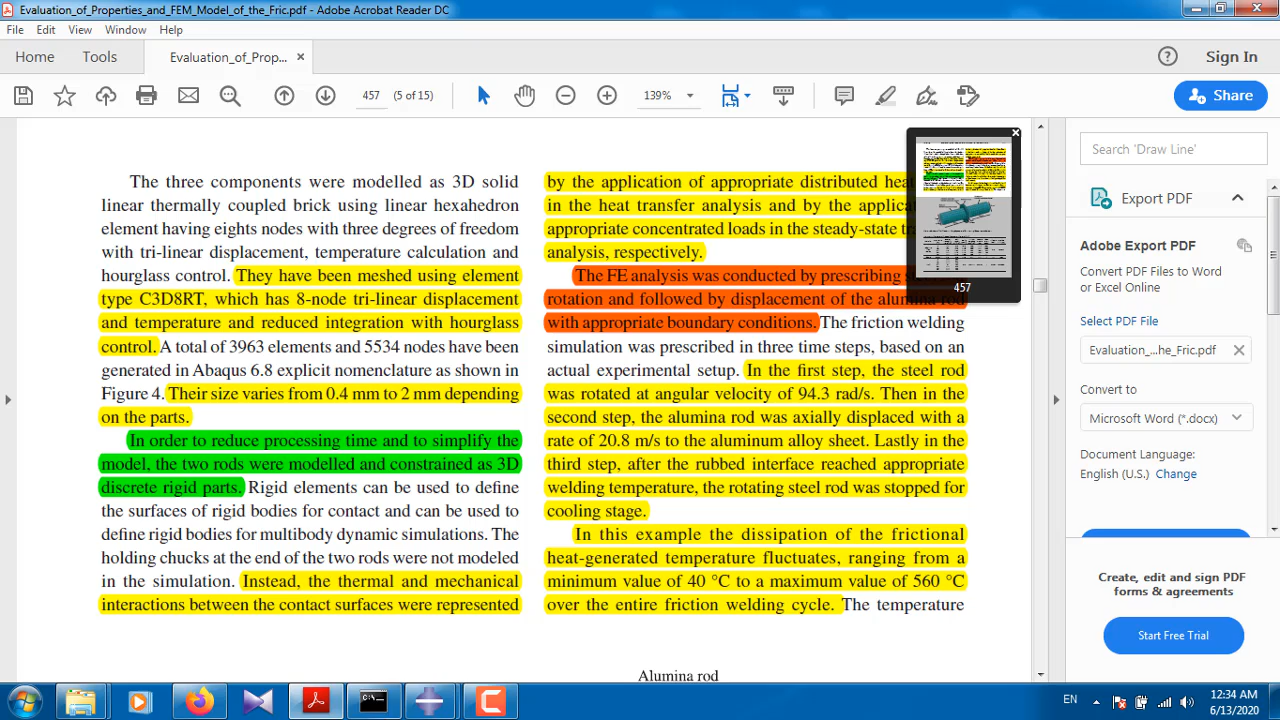 Evaluation_of_Properties_and_FEM_Model_of_the_Fric.pdf - Adobe Acrobat Reader DC
File Edit View Window Help
Home Tools Evaluation_of_Prop... Sign In
457 (5 of 15) 139% Share
The three components were modelled as 3D solid
linear thermally coupled brick using linear hexahedron
element having eights nodes with three degrees of freedom
with tri-linear displacement, temperature calculation and
hourglass control. They have been meshed using element
type C3D8RT, which has 8-node tri-linear displacement
and temperature and reduced integration with hourglass
control. A total of 3963 elements and 5534 nodes have been
generated in Abaqus 6.8 explicit nomenclature as shown in
Figure 4. Their size varies from 0.4 mm to 2 mm depending
on the parts.
In order to reduce processing time and to simplify the
model, the two rods were modelled and constrained as 3D
discrete rigid parts. Rigid elements can be used to define
the surfaces of rigid bodies for contact and can be used to
define rigid bodies for multibody dynamic simulations. The
holding chucks at the end of the two rods were not modeled
in the simulation. Instead, the thermal and mechanical
interactions between the contact surfaces were represented
by the application of appropriate distributed heat
in the heat transfer analysis and by the applica
appropriate concentrated loads in the steady-state tra
analysis, respectively.
The FE analysis was conducted by prescribing
rotation and followed by displacement of the alumina rod
with appropriate boundary conditions. The friction welding
simulation was prescribed in three time steps, based on an
actual experimental setup. In the first step, the steel rod
was rotated at angular velocity of 94.3 rad/s. Then in the
second step, the alumina rod was axially displaced with a
rate of 20.8 m/s to the aluminum alloy sheet. Lastly in the
third step, after the rubbed interface reached appropriate
welding temperature, the rotating steel rod was stopped for
cooling stage.
In this example the dissipation of the frictional
heat-generated temperature fluctuates, ranging from a
minimum value of 40 °C to a maximum value of 560 °C
over the entire friction welding cycle. The temperature
Alumina rod
457
Search 'Draw Line'
Export PDF
Adobe Export PDF
Convert PDF Files to Word
or Excel Online
Select PDF File
Evaluation_...he_Fric.pdf
Convert to
Microsoft Word (*.docx)
Document Language:
English (U.S.) Change
Create, edit and sign PDF
forms & agreements
Start Free Trial
EN
12:34 AM
6/13/2020